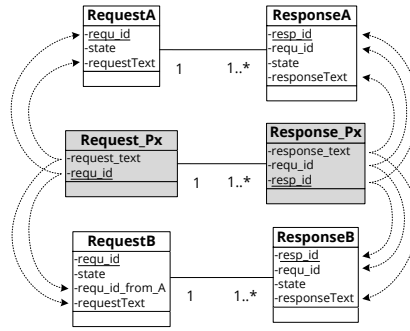 RequestA
-requ_id
-state
-requestText
ResponseA
-resp_id
-requ_id
-state
-responseText
1
1..*
Request_Px
-request_text
-requ_id
Response_Px
-response_text
-requ_id
-resp_id
1
1..*
RequestB
-requ_id
-state
-requ_id_from_A
-requestText
ResponseB
-resp_id
-requ_id
-state
-responseText
1
1..*